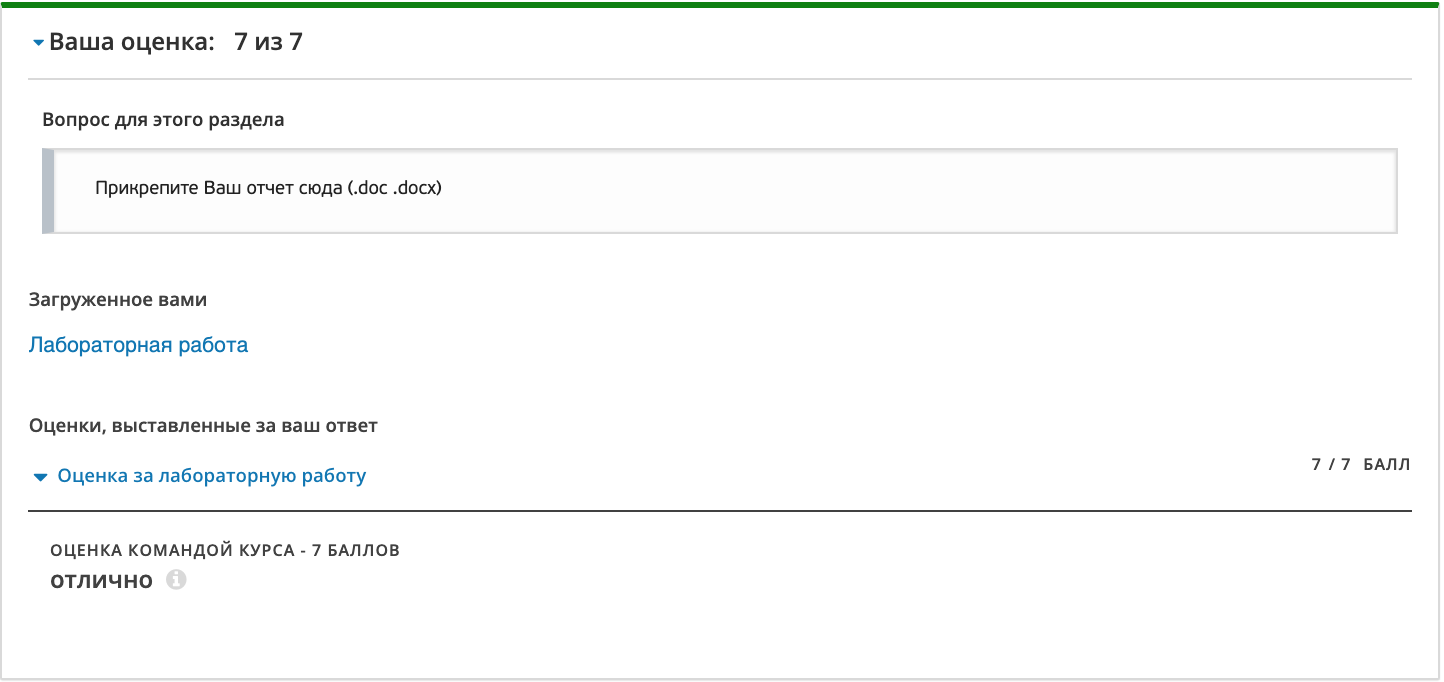 Ваша оценка: 7 из 7
Вопрос для этого раздела
Прикрепите Ваш отчет сюда (.doc .docx)
Загруженное вами
Лабораторная работа
Оценки, выставленные за ваш ответ
7 / 7 БАЛЛ
Оценка за лабораторную работу
ОЦЕНКА КОМАНДОЙ КУРСА - 7 БАЛЛОВ
ОТЛИЧНО